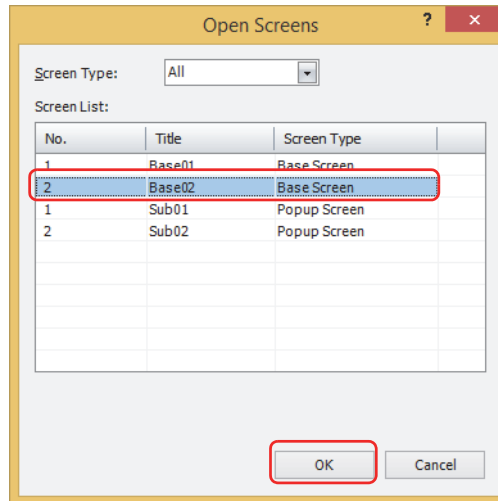 Open Screens
?
Screen Type: All
Screen List:
No. Title Screen Type
1 Base01 Base Screen
2 Base02 Base Screen
1 Sub01 Popup Screen
2 Sub02 Popup Screen
OK Cancel